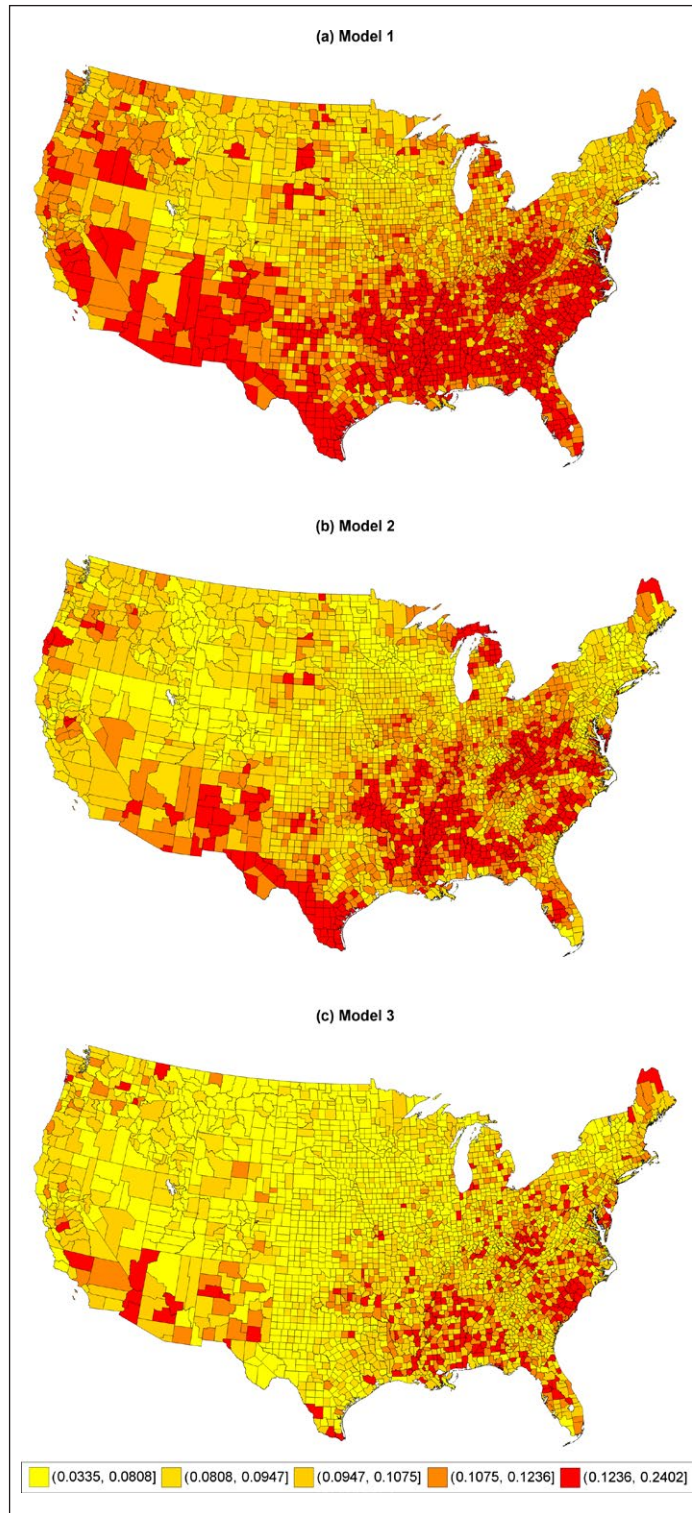 (a) Model 1
(b) Model 2
(c) Model 3
(0.0335, 0.0808] (0.0808, 0.0947] (0.0947, 0.1075] (0.1075, 0.1236] (0.1236, 0.2402]